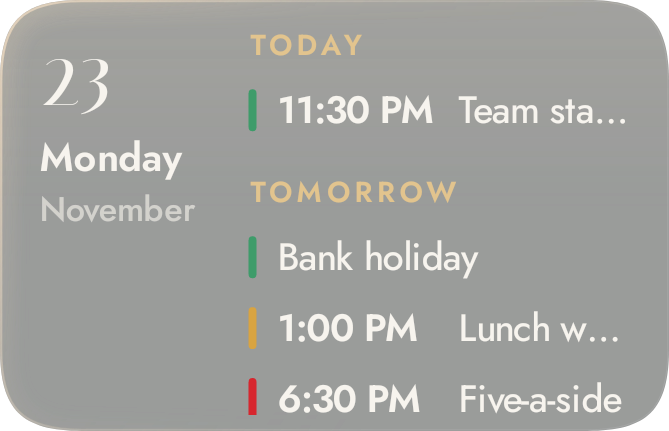 23
Monday
November
TODAY
11:30 PM Team sta...
TOMORROW
Bank holiday
1:00 PM Lunch w...
6:30 PM Five-a-side